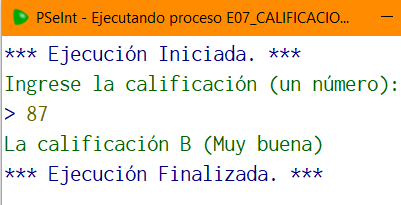 PSeInt - Ejecutando proceso E07_CALIFICACIO...
*** Ejecución Iniciada. ***
Ingrese la calificación (un número):
> 87
La calificación B (Muy buena)
*** Ejecución Finalizada. ***